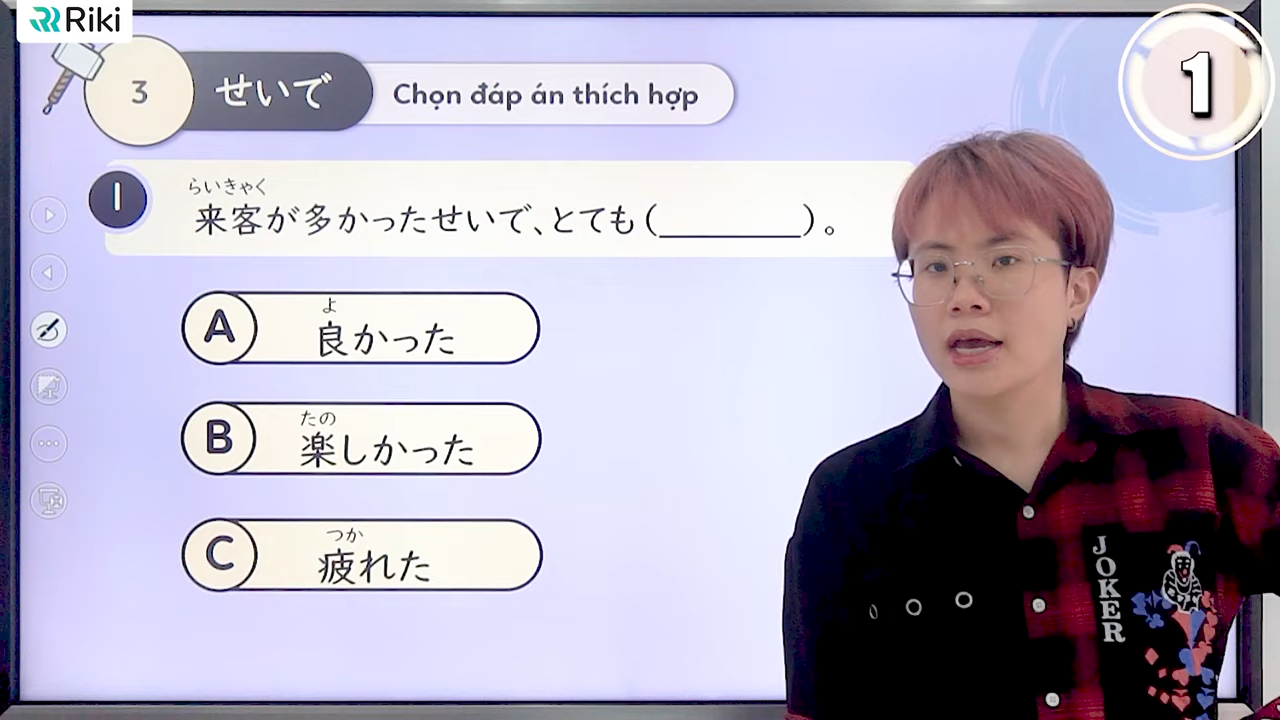 Riki
1
3
せいで
Chọn đáp án thích hợp
1
らいきゃく
来客が多かったせいで、とても(________)。
A
よ
良かった
B
たの
楽しかった
C
つか
疲れた
JOKER